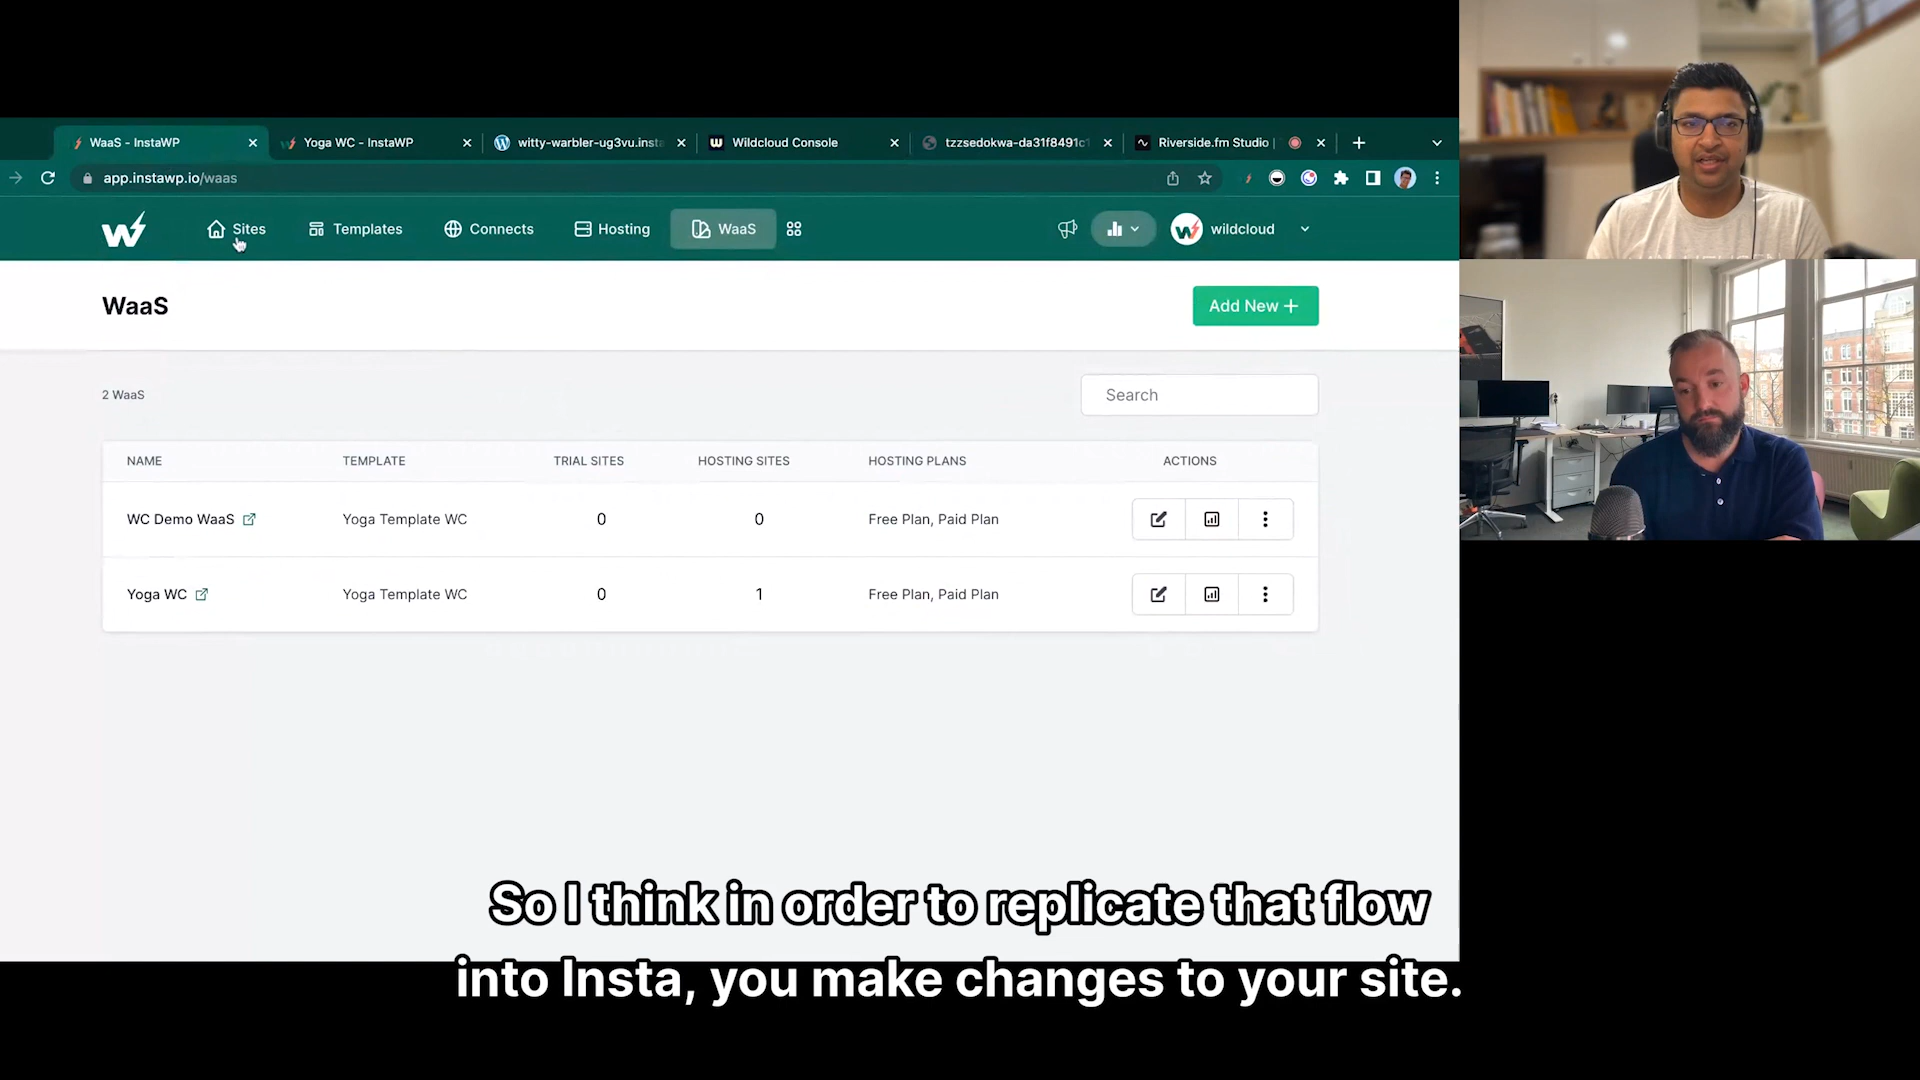 WaaS - InstaWP
Yoga WC - InstaWP
witty-warbler-ug3vu.insta
Wildcloud Console
tzzsedokwa-da31f8491c1
Riverside.fm Studio |
app.instawp.io/waas
Sites
Templates
Connects
Hosting
WaaS
wildcloud
WaaS
Add New +
2 WaaS
Search
NAME TEMPLATE TRIAL SITES HOSTING SITES HOSTING PLANS ACTIONS
WC Demo WaaS Yoga Template WC 0 0 Free Plan, Paid Plan
Yoga WC Yoga Template WC 0 1 Free Plan, Paid Plan
So I think in order to replicate that flow
into Insta, you make changes to your site.